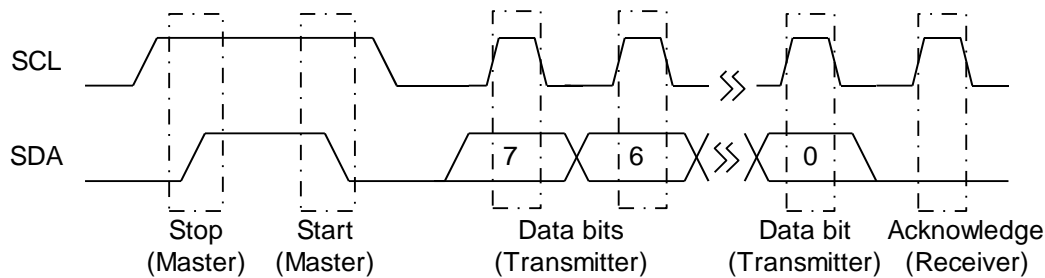 SCL
SDA
7
6
0
Stop
(Master)
Start
(Master)
Data bits
(Transmitter)
Data bit
(Transmitter)
Acknowledge
(Receiver)